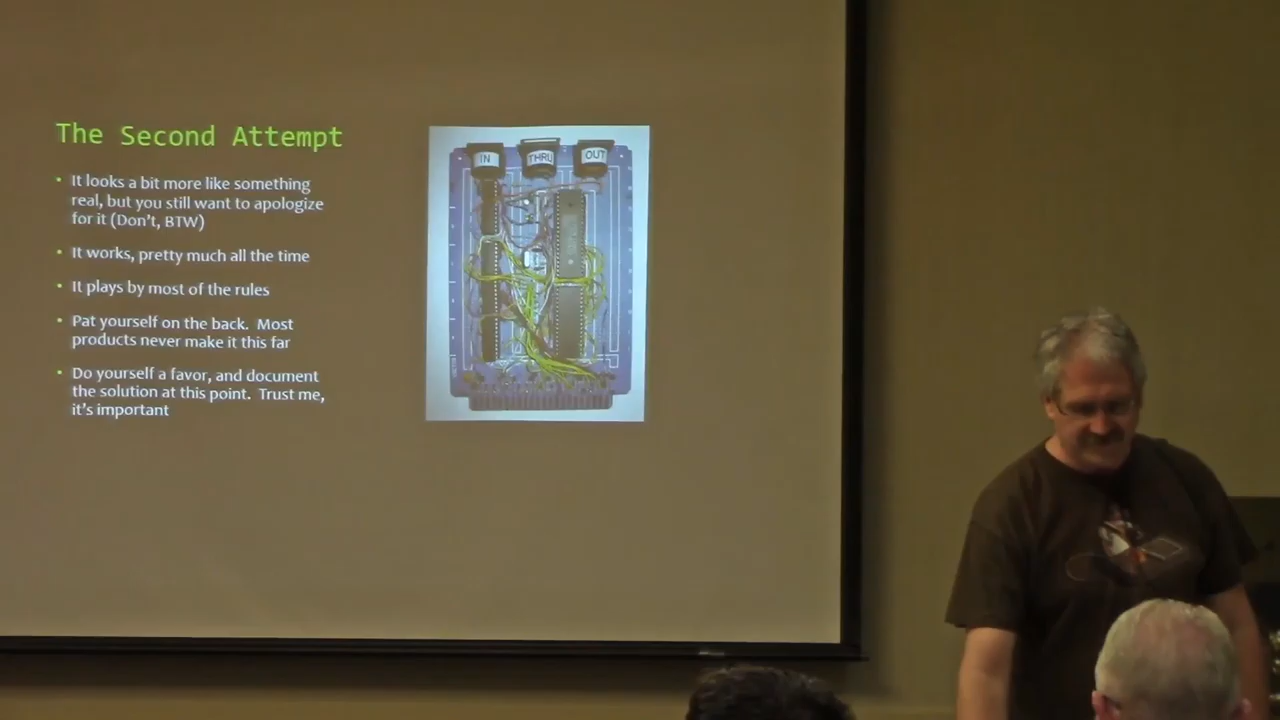 The Second Attempt
• It looks a bit more like something
real, but you still want to apologize
for it (Don't, BTW)
• It works, pretty much all the time
• It plays by most of the rules
• Pat yourself on the back. Most
products never make it this far
• Do yourself a favor, and document
the solution at this point. Trust me,
it's important
IN THRU OUT